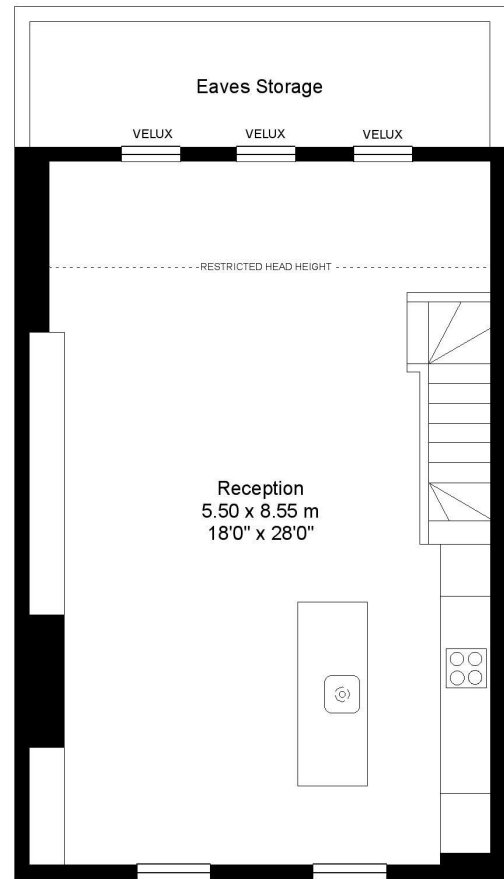 Eaves Storage
VELUX VELUX VELUX
RESTRICTED HEAD HEIGHT
Reception
5.50 x 8.55 m
18'0" x 28'0"